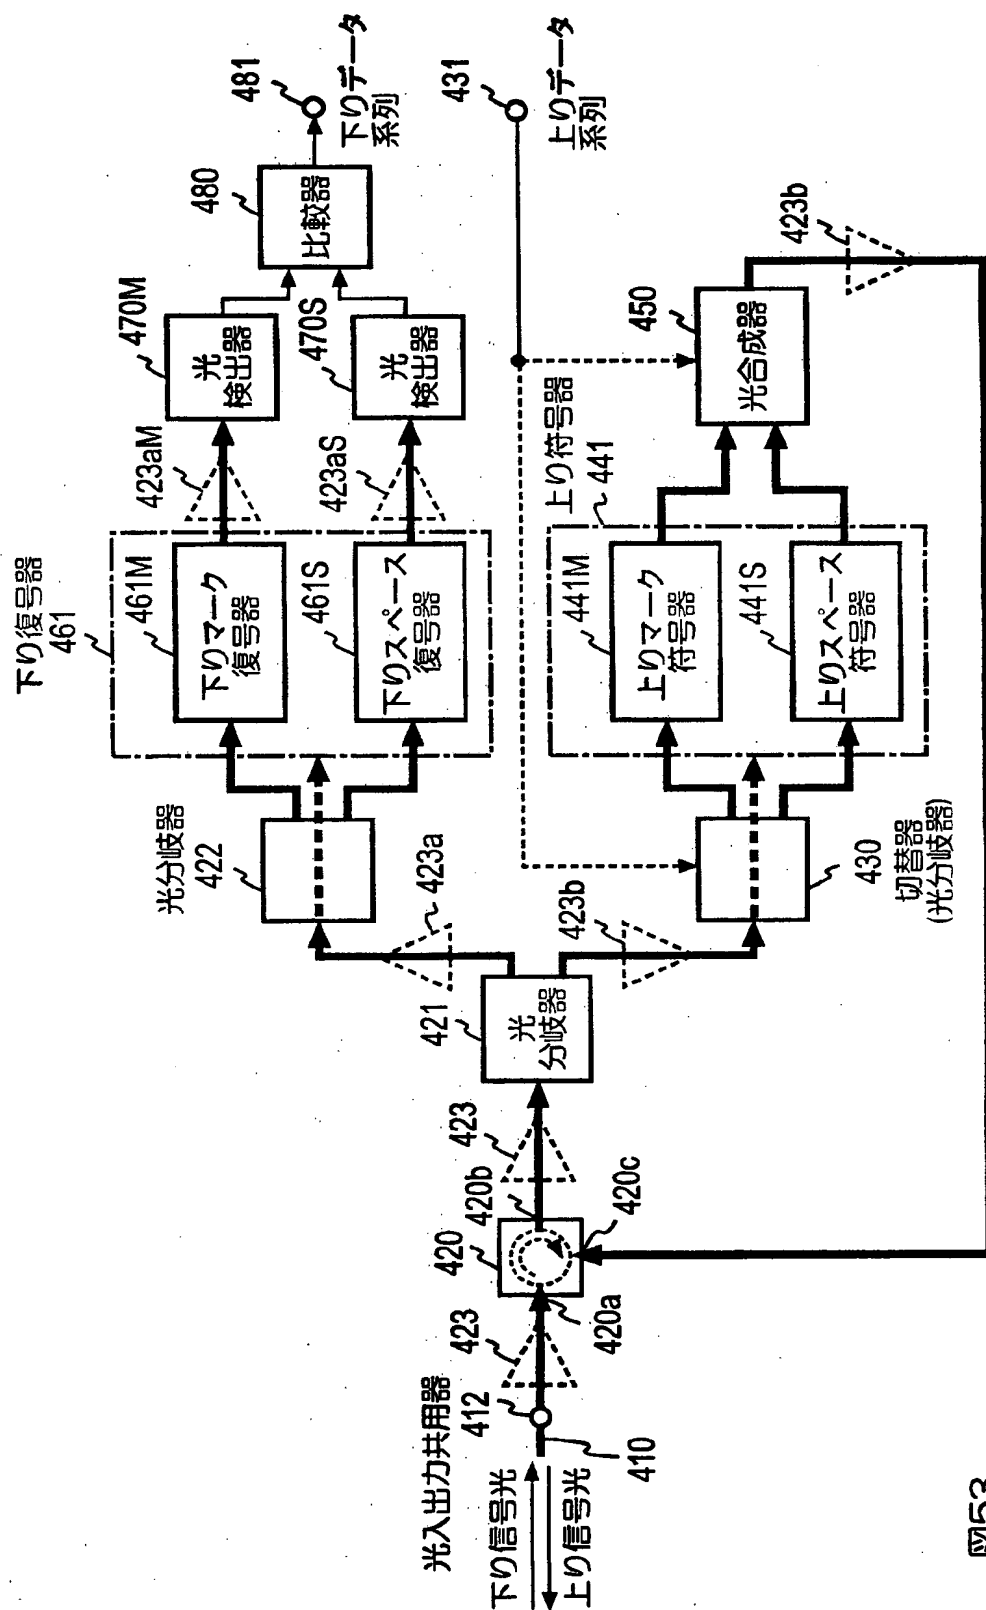 下り復号器
461
461M
下りマーク
復号器
461S
下りスペース
復号器
423aM
423aS
470M
光
検出器
470S
光
検出器
480
比較器
481
下りデータ
系列
431
上りデータ
系列
光分岐器
422
423a
421
光
分岐器
423b
430
切替器
(光分岐器)
上り符号器
441
441M
上りマーク
符号器
441S
上りスペース
符号器
450
光合成器
423b
光入出力共用器
412
423
420
420b
423
420c
420a
410
下り信号光
上り信号光
図53